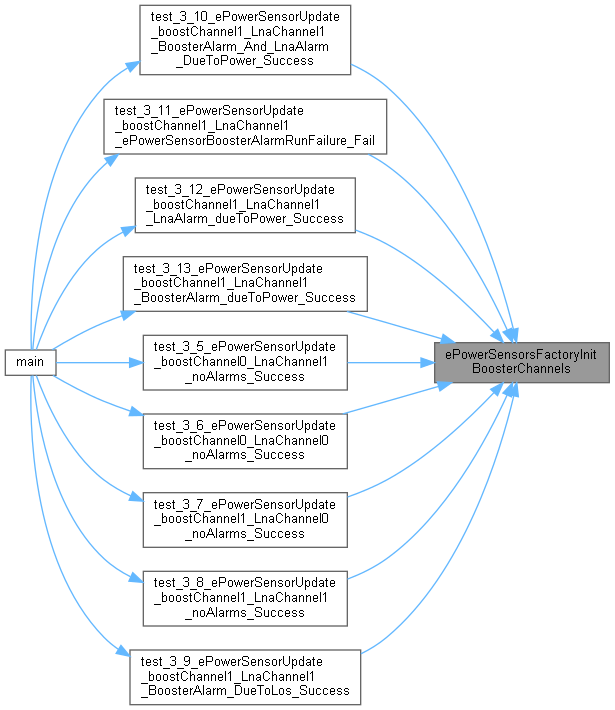 test_3_10_ePowerSensorUpdate
_boostChannel1_LnaChannel1
_BoosterAlarm_And_LnaAlarm
_DueToPower_Success
test_3_11_ePowerSensorUpdate
_boostChannel1_LnaChannel1
_ePowerSensorBoosterAlarmRunFailure_Fail
test_3_12_ePowerSensorUpdate
_boostChannel1_LnaChannel1
_LnaAlarm_dueToPower_Success
test_3_13_ePowerSensorUpdate
_boostChannel1_LnaChannel1
_BoosterAlarm_dueToPower_Success
main
test_3_5_ePowerSensorUpdate
_boostChannel0_LnaChannel1
_noAlarms_Success
ePowerSensorsFactoryInit
BoosterChannels
test_3_6_ePowerSensorUpdate
_boostChannel0_LnaChannel0
_noAlarms_Success
test_3_7_ePowerSensorUpdate
_boostChannel1_LnaChannel0
_noAlarms_Success
test_3_8_ePowerSensorUpdate
_boostChannel1_LnaChannel1
_noAlarms_Success
test_3_9_ePowerSensorUpdate
_boostChannel1_LnaChannel1
_BoosterAlarm_DueToLos_Success